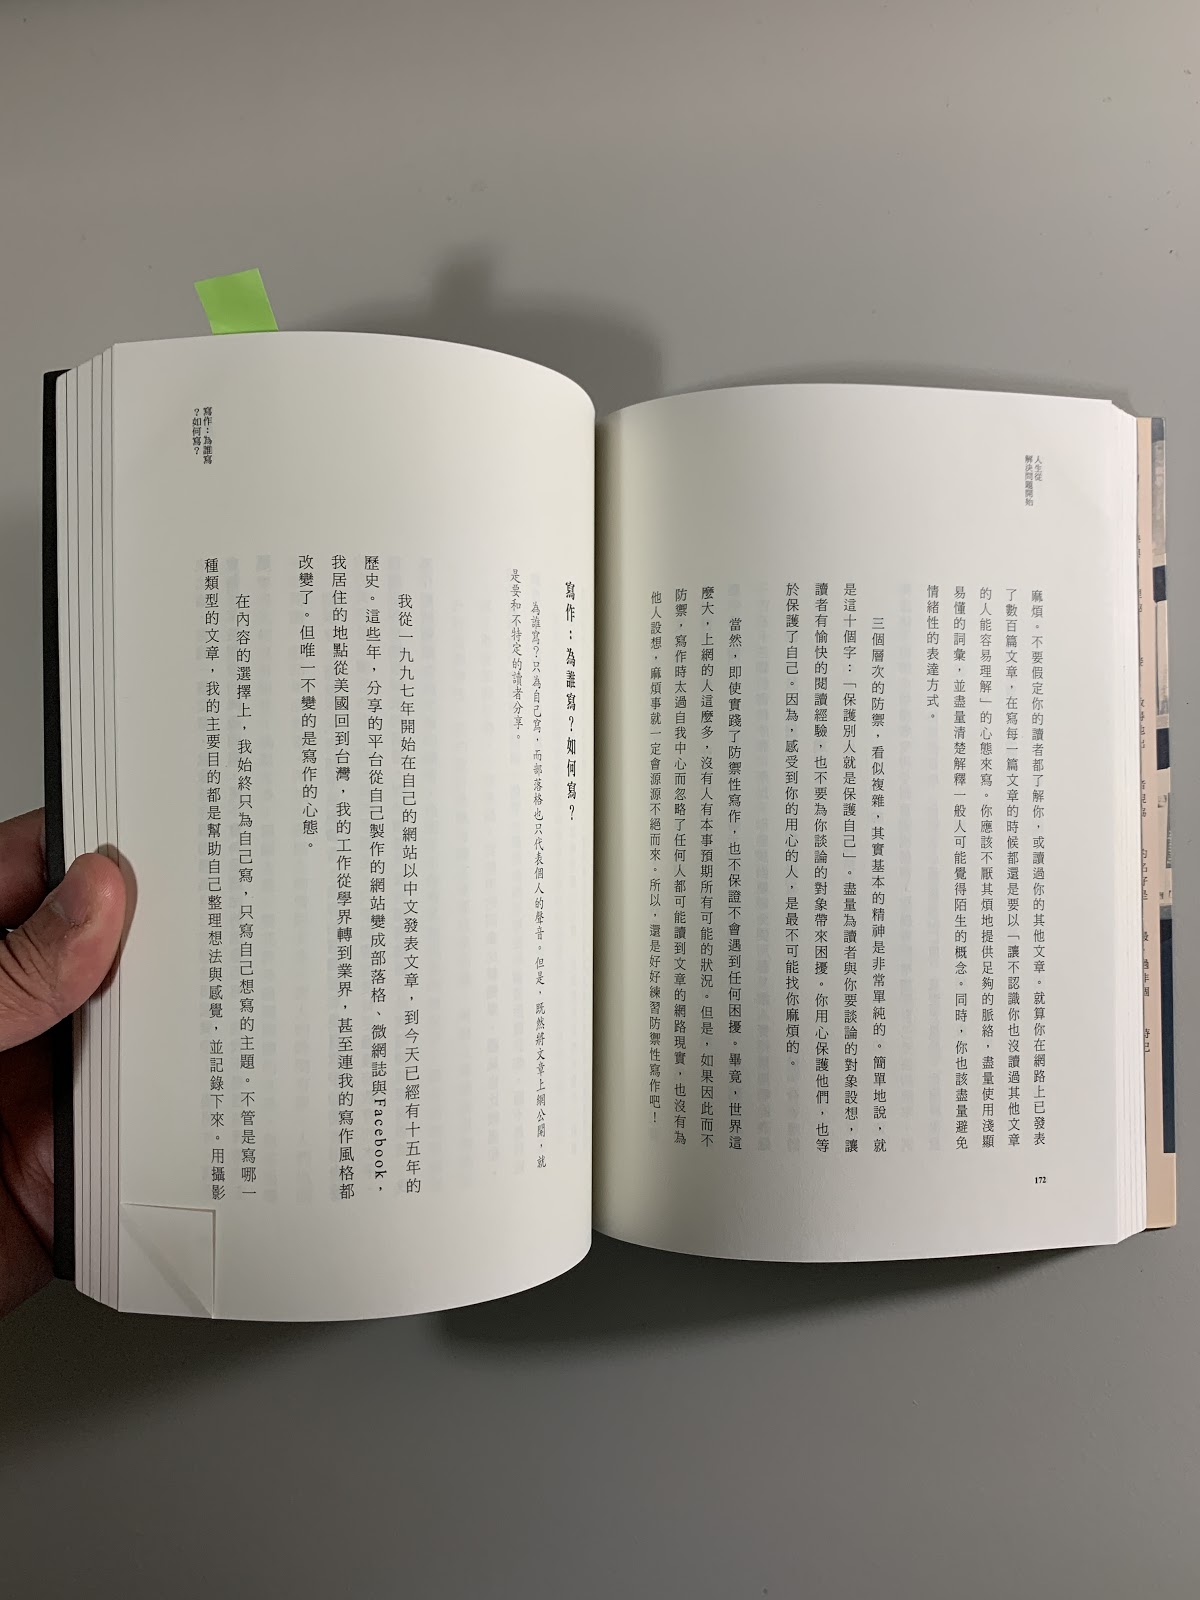 人生從
解決問題開始
麻煩。不要假定你的讀者都了解你，或讀過你的其他文章。就算你在網路上已發表
了數百篇文章，在寫每一篇文章的時候都還是要以「讓不認識你也沒讀過其他文章
的人能容易理解」的心態來寫。你應該不厭其煩地提供足夠的脈絡，盡量使用淺顯
易懂的詞彙，並盡量清楚解釋一般人可能覺得陌生的概念。同時，你也該盡量避免
情緒性的表達方式。
三個層次的防禦，看似複雜，其實基本的精神是非常單純的。簡單地說，就
是這十個字：「保護別人就是保護自己」。盡量為讀者與你要談論的對象設想，讓
讀者有愉快的閱讀經驗，也不要為你談論的對象帶來困擾。你用心保護他們，也等
於保護了自己。因為，感受到你的用心的人，是最不可能找你麻煩的。
當然，即使實踐了防禦性寫作，也不保證不會遇到任何困擾。畢竟，世界這
麼大，上網的人這麼多，沒有人有本事預期所有可能的狀況。但是，如果因此而不
防禦，寫作時太過自我中心而忽略了任何人都可能讀到文章的網路現實，也沒有為
他人設想，麻煩事就一定會源源不絕而來。所以，還是好好練習防禦性寫作吧！
172
寫作：為誰寫？如何寫？
為誰寫？只為自己寫，而部落格也只代表個人的聲音。但是，既然將文章上網公開，就
是要和不特定的讀者分享。
我從一九九七年開始在自己的網站以中文發表文章，到今天已經有十五年的
歷史。這些年，分享的平台從自己製作的網站變成部落格、微網誌與Facebook，
我居住的地點從美國回到台灣，我的工作從學界轉到業界，甚至連我的寫作風格都
改變了。但唯一不變的是寫作的心態。
在內容的選擇上，我始終只為自己寫，只寫自己想寫的主題。不管是寫哪一
種類型的文章，我的主要目的都是幫助自己整理想法與感覺，並記錄下來。用攝影
寫作：為誰寫
？如何寫？